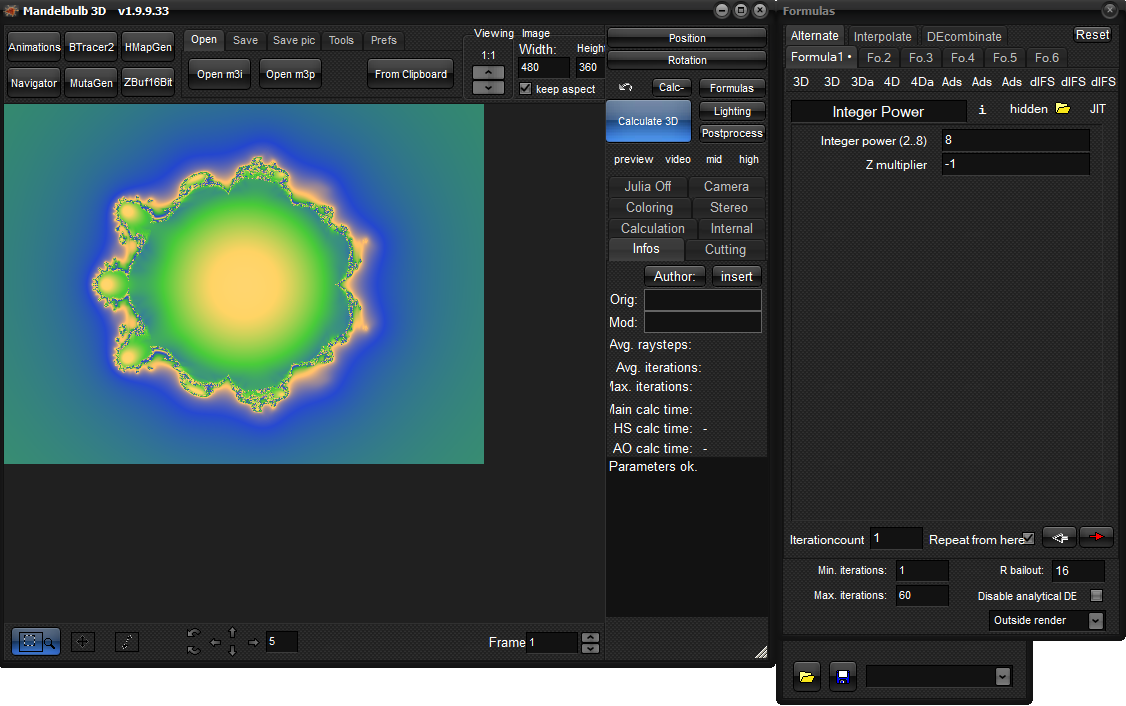 Mandelbulb 3D v1.9.9.33
Animations BTracer2 HMapGen
Navigator MutaGen ZBuf16Bit
Open Save Save pic Tools Prefs
Open m3i Open m3p From Clipboard
Viewing
1:1
Image
Width: Height
480 360
keep aspect
Position
Rotation
Calc- Formulas
Calculate 3D Lighting
Postprocess
preview video mid high
Julia Off Camera
Coloring Stereo
Calculation Internal
Infos Cutting
Author: insert
Orig:
Mod:
Avg. raysteps:
Avg. iterations:
Max. iterations:
Main calc time:
HS calc time: -
AO calc time: -
Parameters ok.
5
Frame 1
Formulas
Alternate Interpolate DEcombinate Reset
Formula1 • Fo.2 Fo.3 Fo.4 Fo.5 Fo.6
3D 3D 3Da 4D 4Da Ads Ads Ads dIFS dIFS dIFS
Integer Power i hidden JIT
Integer power (2..8) 8
Z multiplier -1
Iterationcount 1 Repeat from here
Min. iterations: 1 R bailout: 16
Max. iterations: 60 Disable analytical DE
Outside render